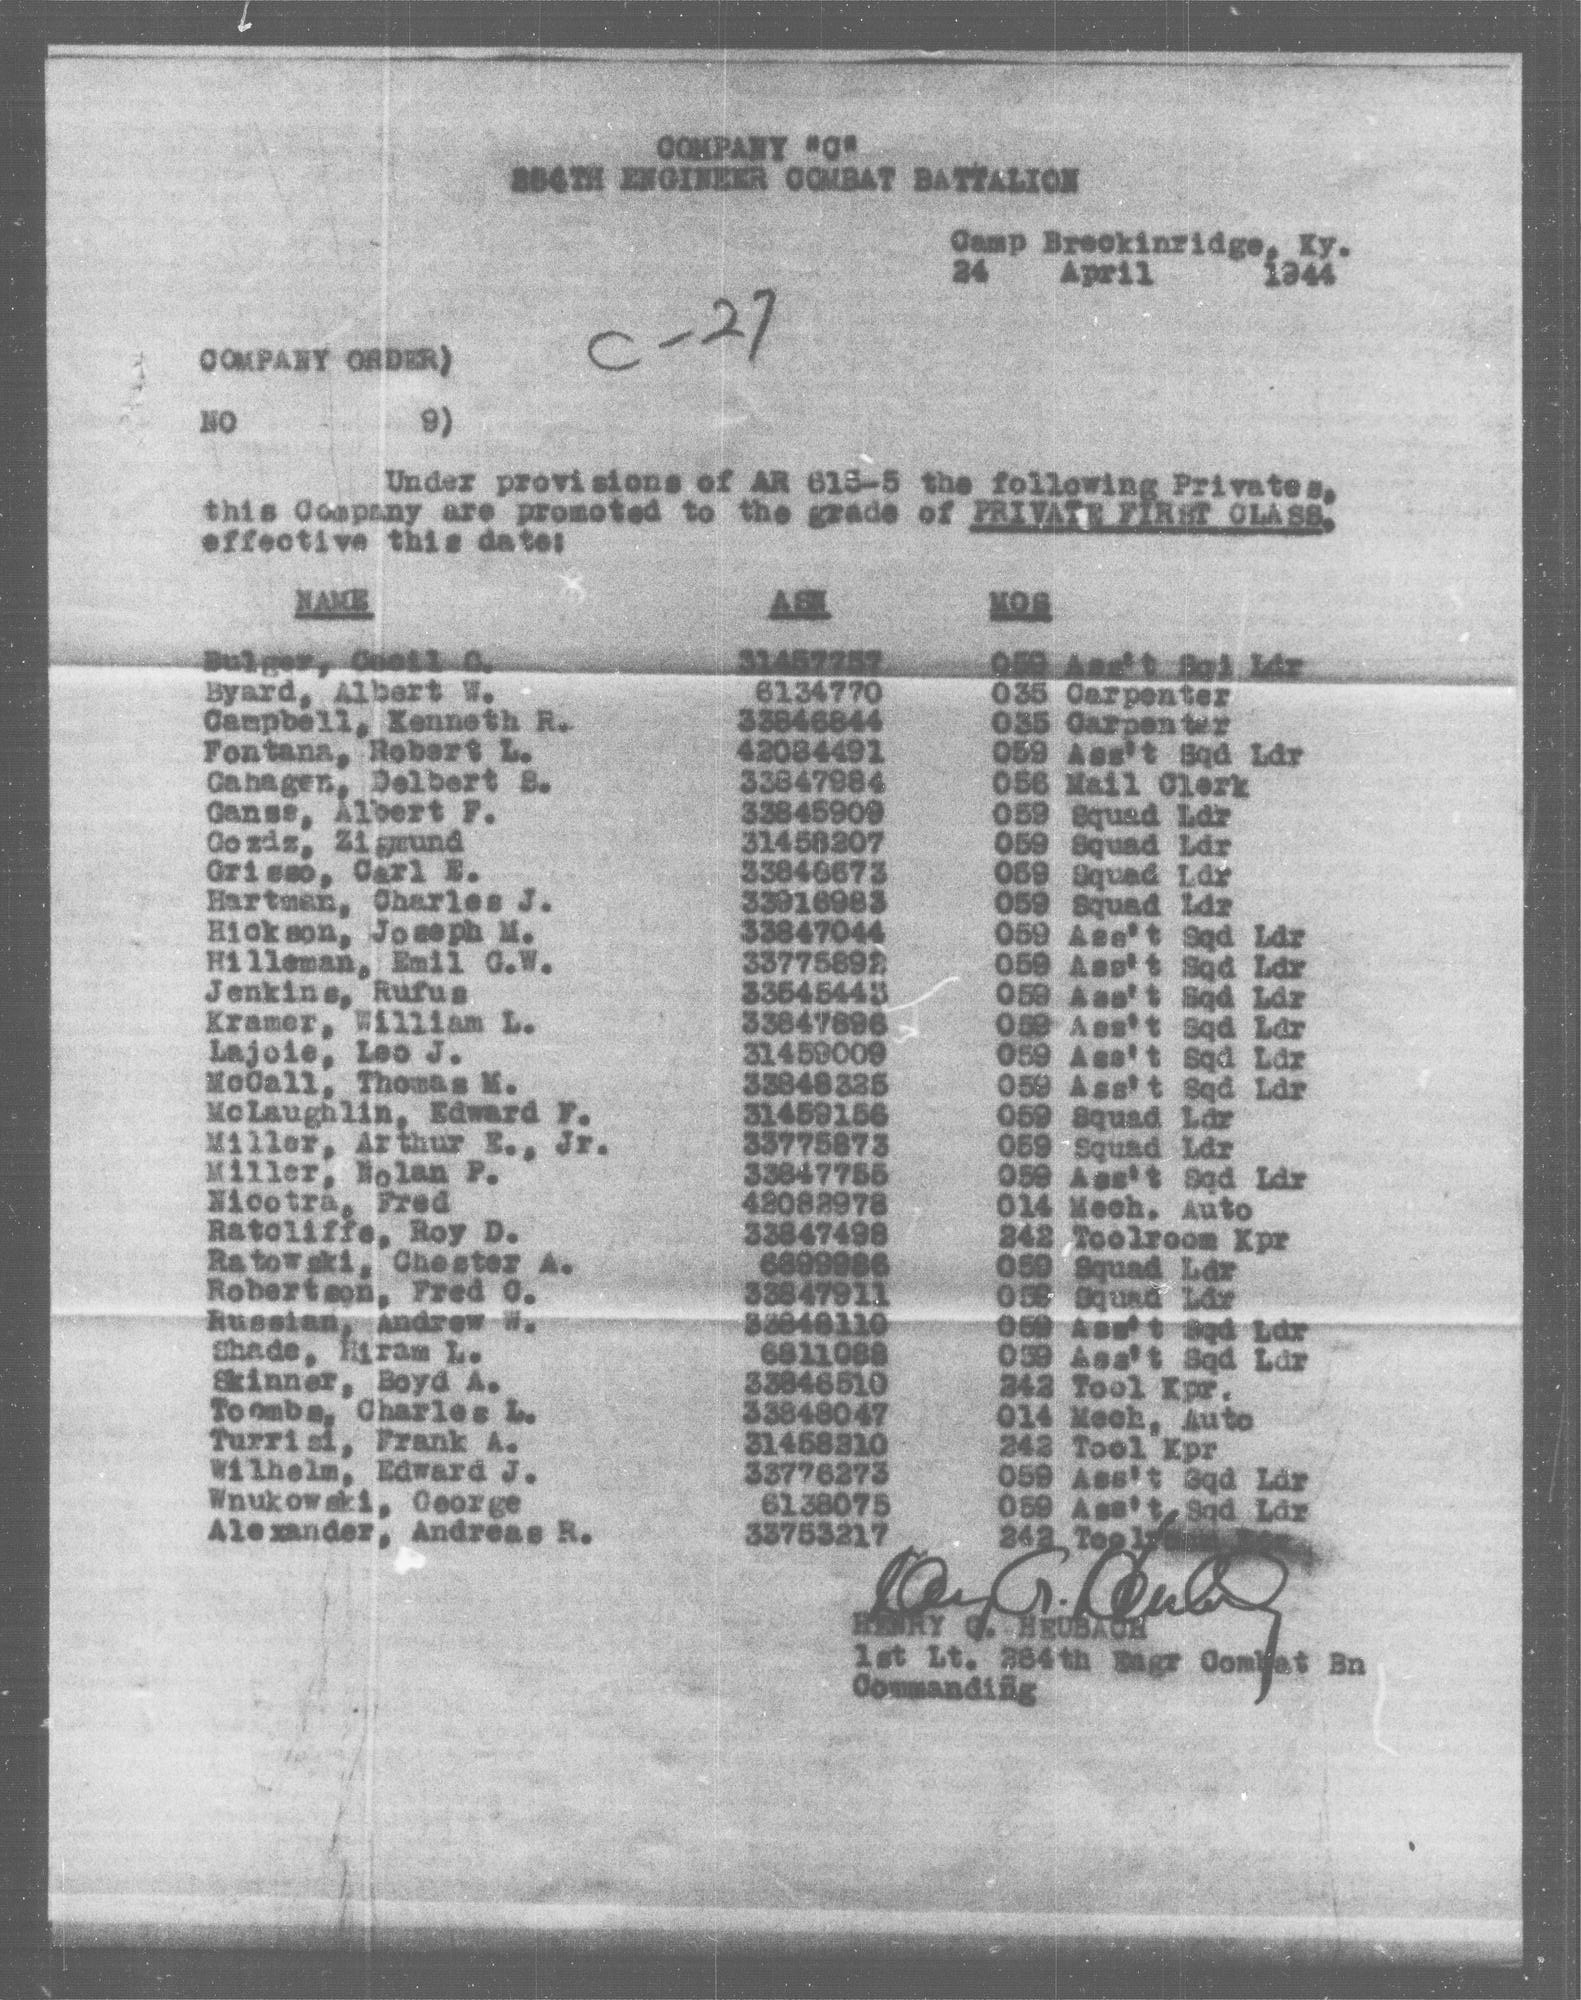 COMPANY "C"
284TH ENGINEER COMBAT BATTALION
Camp Breckinridge, Ky.
24 April 1944
C-27
COMPANY ORDER)
NO 9)
Under provisions of AR 615-5 the following Privates,
this Company are promoted to the grade of PRIVATE FIRST CLASS,
effective this date:
NAME ASN MOS
Bulger, Cecil C. 31457757 059 Ass't Sqd Ldr
Byard, Albert W. 6134770 035 Carpenter
Campbell, Kenneth R. 33846844 035 Carpenter
Fontana, Robert L. 42084491 059 Ass't Sqd Ldr
Gahagen, Delbert S. 33847984 056 Mail Clerk
Ganss, Albert F. 33845909 059 Squad Ldr
Gozdz, Zigmund 31458207 059 Squad Ldr
Grisso, Carl E. 33846673 059 Squad Ldr
Hartman, Charles J. 33916983 059 Squad Ldr
Hickson, Joseph M. 33847044 059 Ass't Sqd Ldr
Hilleman, Emil G.W. 33775892 059 Ass't Sqd Ldr
Jenkins, Rufus 33645443 059 Ass't Sqd Ldr
Kramer, William L. 33847896 059 Ass't Sqd Ldr
Lajoie, Leo J. 31459009 059 Ass't Sqd Ldr
McCall, Thomas M. 33848325 059 Ass't Sqd Ldr
McLaughlin, Edward F. 31459156 059 Squad Ldr
Miller, Arthur E., Jr. 33775873 059 Squad Ldr
Miller, Nolan P. 33847755 059 Ass't Sqd Ldr
Nicotra, Fred 42082978 014 Mech. Auto
Ratcliffe, Roy D. 33847498 242 Toolroom Kpr
Ratowski, Chester A. 6899986 059 Squad Ldr
Robertson, Fred C. 33847911 059 Squad Ldr
Russian, Andrew W. 33848110 059 Ass't Sqd Ldr
Shade, Hiram L. 6811088 059 Ass't Sqd Ldr
Skinner, Boyd A. 33846510 242 Tool Kpr.
Toombs, Charles L. 33848047 014 Mech, Auto
Turrisi, Frank A. 31458310 242 Tool Kpr
Wilhelm, Edward J. 33776273 059 Ass't Sqd Ldr
Wnukowski, George 6138075 059 Ass't Sqd Ldr
Alexander, Andreas R. 33753217 242 Toolroom
Henry G. Heubach
HENRY G. HEUBACH
1st Lt. 284th Engr Combat Bn
Commanding